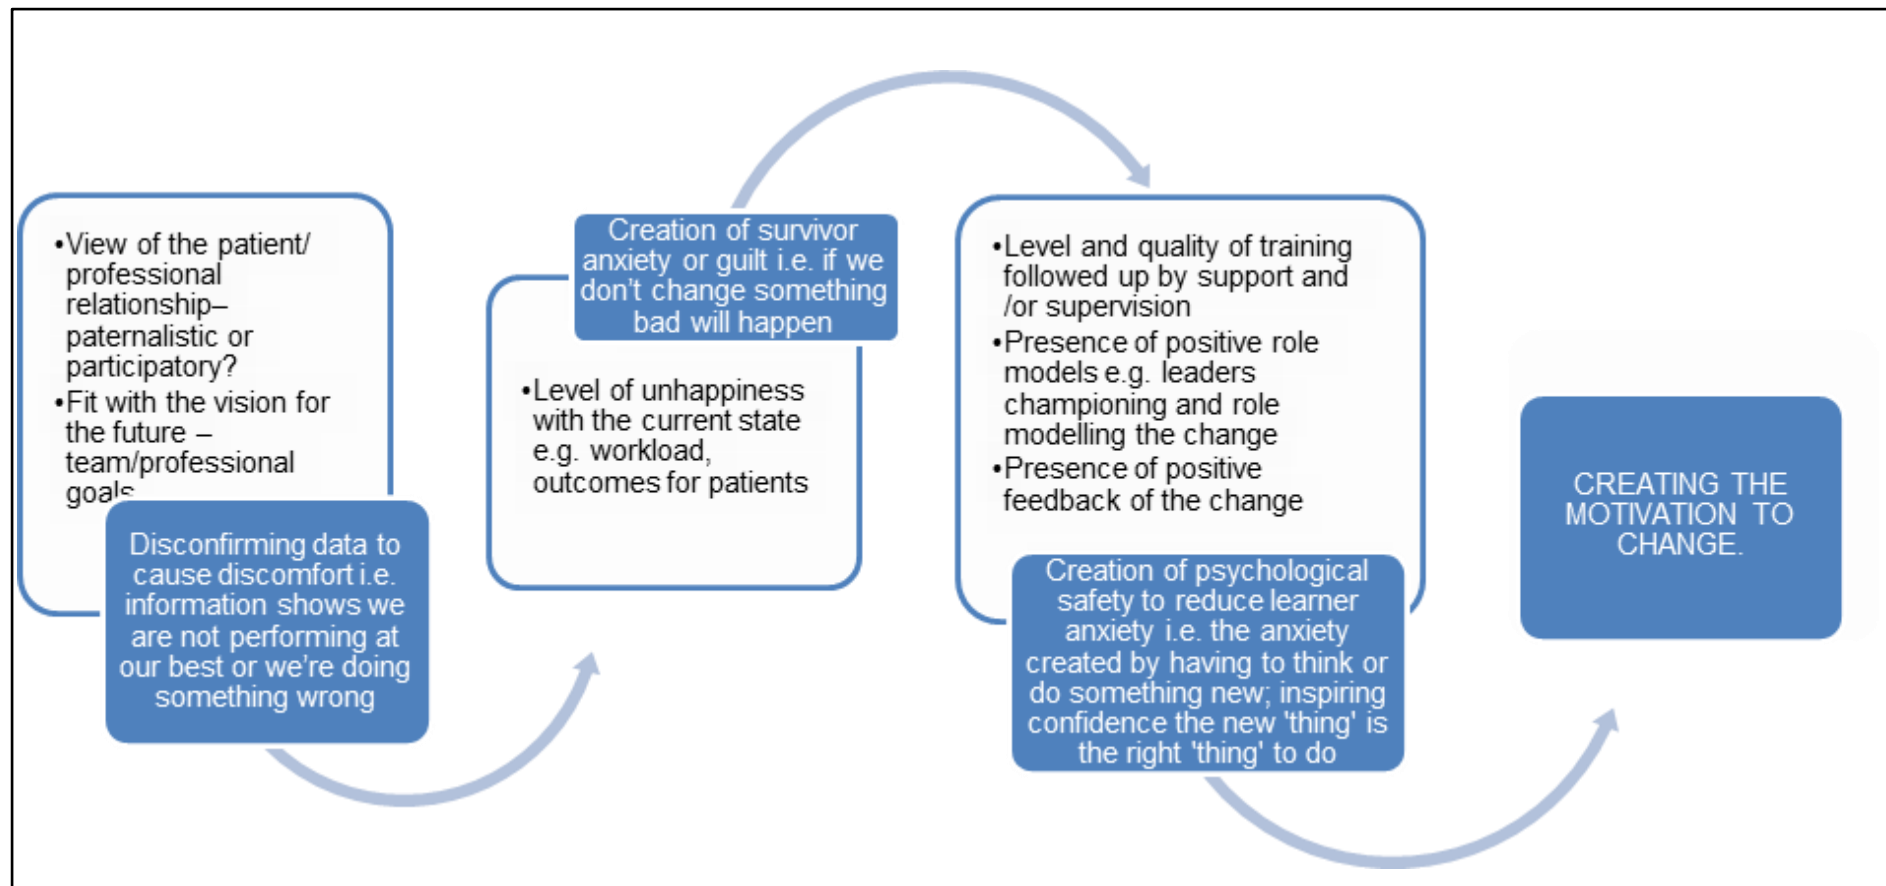 •View of the patient/
professional
relationship–
paternalistic or
participatory?
•Fit with the vision for
the future –
team/professional
goals
Disconfirming data to
cause discomfort i.e.
information shows we
are not performing at
our best or we’re doing
something wrong
Creation of survivor
anxiety or guilt i.e. if we
don’t change something
bad will happen
•Level of unhappiness
with the current state
e.g. workload,
outcomes for patients
•Level and quality of training
followed up by support and
/or supervision
•Presence of positive role
models e.g. leaders
championing and role
modelling the change
•Presence of positive
feedback of the change
Creation of psychological
safety to reduce learner
anxiety i.e. the anxiety
created by having to think or
do something new; inspiring
confidence the new 'thing' is
the right 'thing' to do
CREATING THE
MOTIVATION TO
CHANGE.